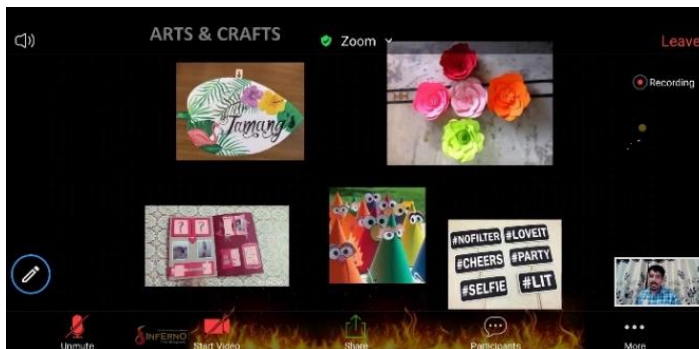 ARTS & CRAFTS
Zoom
Leave
Recording
Tamang's
#NOFILTER
#LOVEIT
#CHEERS
#PARTY
#SELFIE
#LIT
INFERNO
Unmute
Start Video
Share
Participants
More